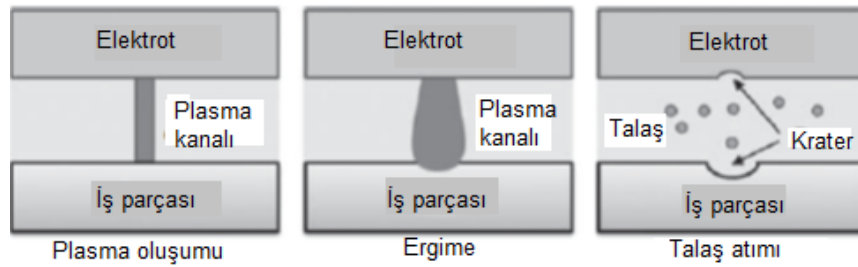 Elektrot
Plasma
kanalı
İş parçası
Plasma oluşumu
Elektrot
Plasma
kanalı
İş parçası
Ergime
Elektrot
Talaş
Krater
İş parçası
Talaş atımı